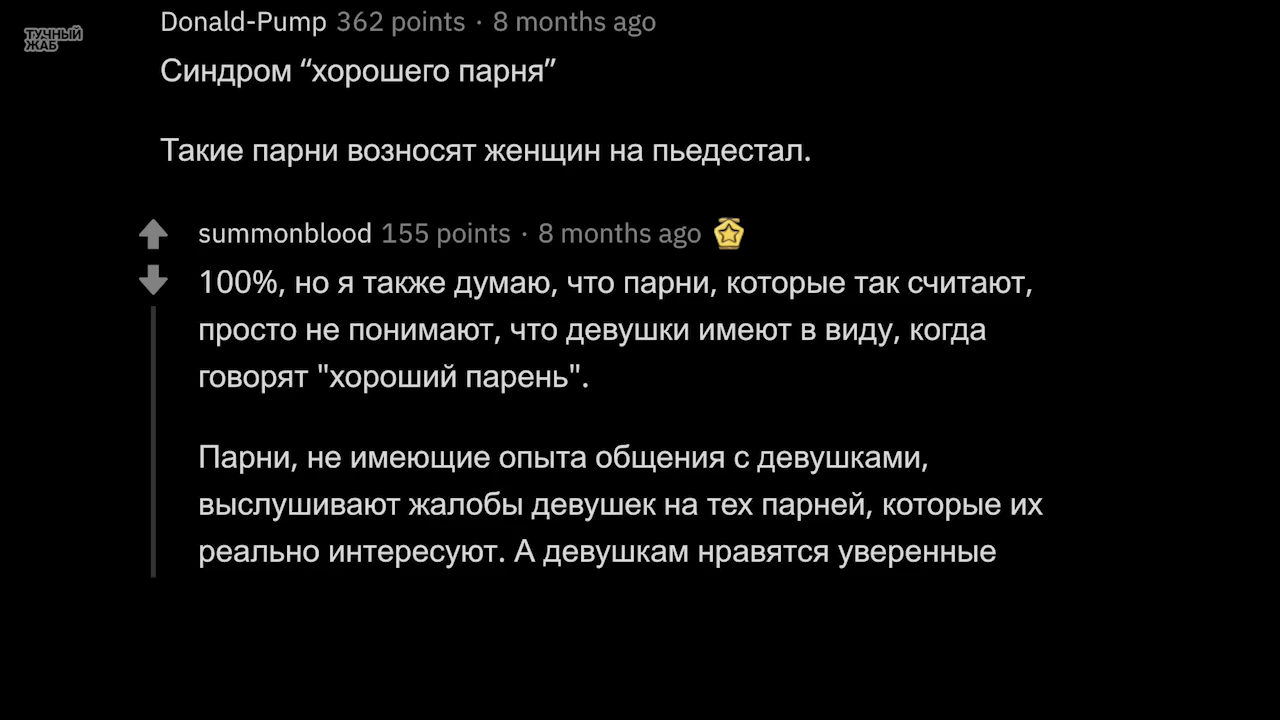 ТУЧНЫЙ
ЖАБ
Donald-Pump 362 points · 8 months ago
Синдром “хорошего парня”
Такие парни возносят женщин на пьедестал.
summonblood 155 points · 8 months ago
100%, но я также думаю, что парни, которые так считают,
просто не понимают, что девушки имеют в виду, когда
говорят "хороший парень".
Парни, не имеющие опыта общения с девушками,
выслушивают жалобы девушек на тех парней, которые их
реально интересуют. А девушкам нравятся уверенные